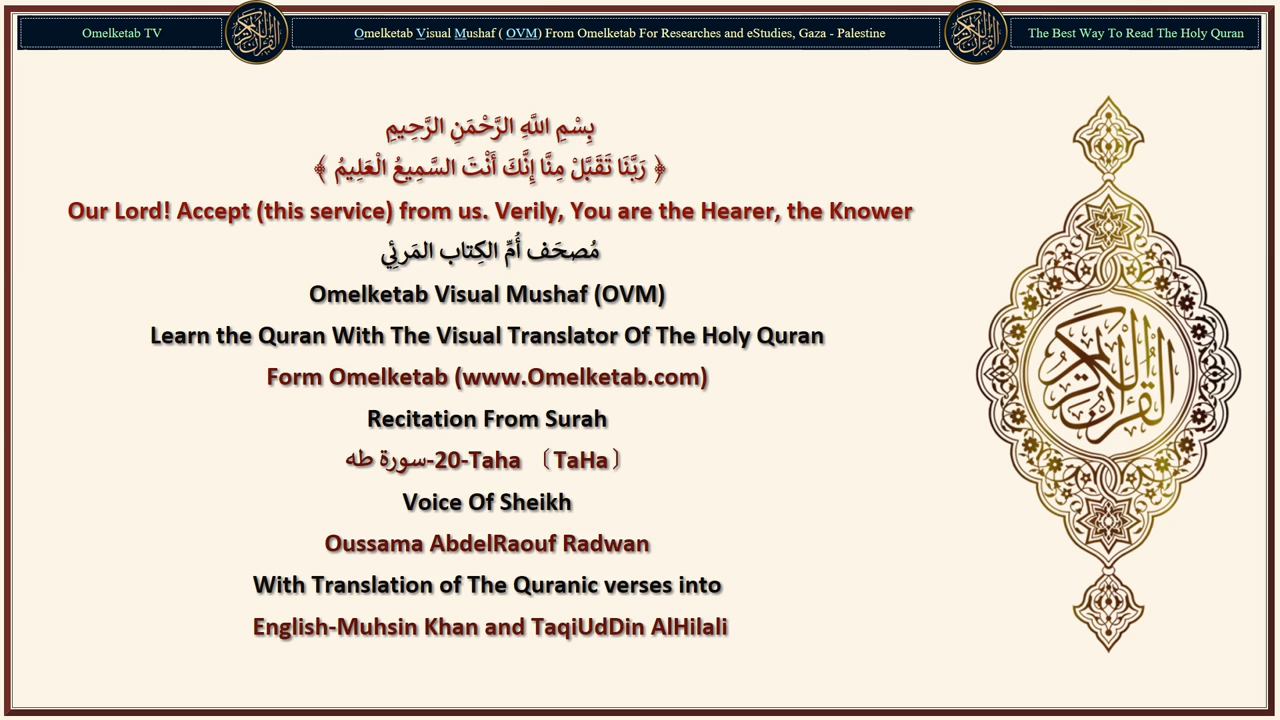 Omelketab TV
Omelketab Visual Mushaf ( OVM) From Omelketab For Researches and eStudies, Gaza - Palestine
The Best Way To Read The Holy Quran
بِسْمِ اللَّهِ الرَّحْمَنِ الرَّحِيمِ
﴿ رَبَّنَا تَقَبَّلْ مِنَّا إِنَّكَ أَنْتَ السَّمِيعُ الْعَلِيمُ ﴾
Our Lord! Accept (this service) from us. Verily, You are the Hearer, the Knower
مُصحَف أُمِّ الكِتاب المَرئِي
Omelketab Visual Mushaf (OVM)
Learn the Quran With The Visual Translator Of The Holy Quran
Form Omelketab (www.Omelketab.com)
Recitation From Surah
سورة طه-20-Taha 〔TaHa〕
Voice Of Sheikh
Oussama AbdelRaouf Radwan
With Translation of The Quranic verses into
English-Muhsin Khan and TaqiUdDin AlHilali
القرآن الكريم